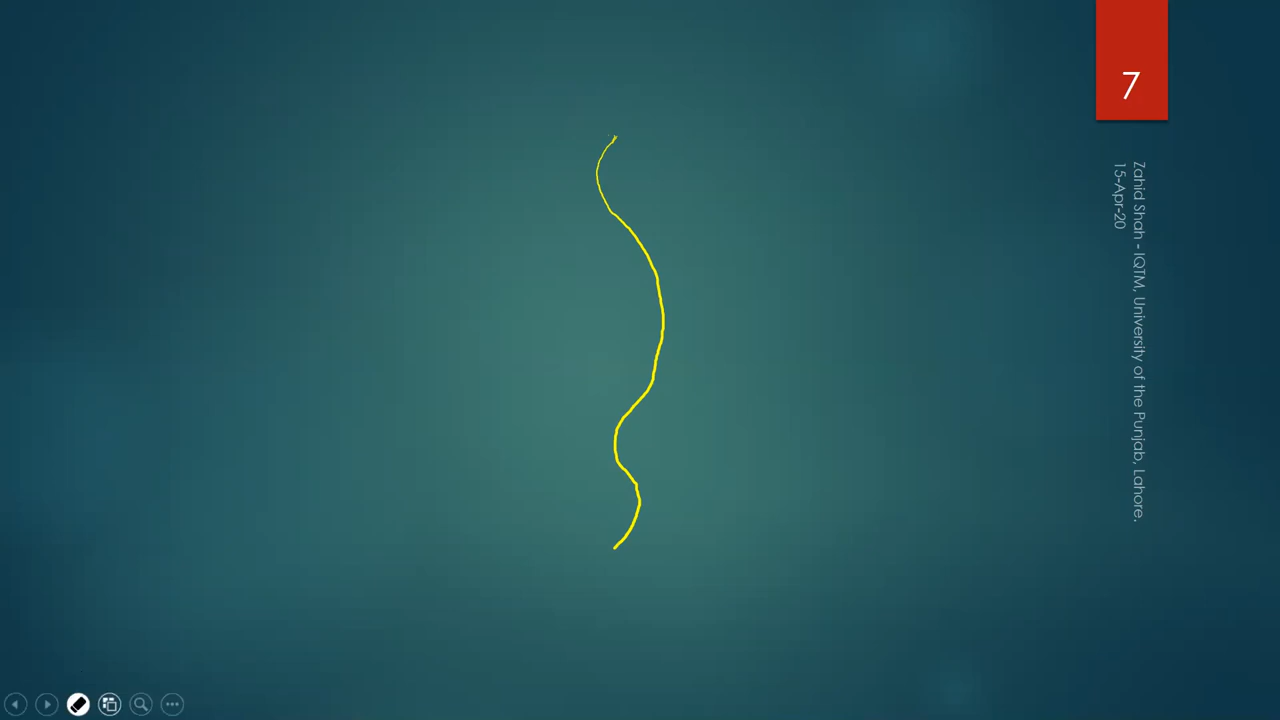 7
Zahid Shah - IQTM, University of the Punjab, Lahore.
15-Apr-20